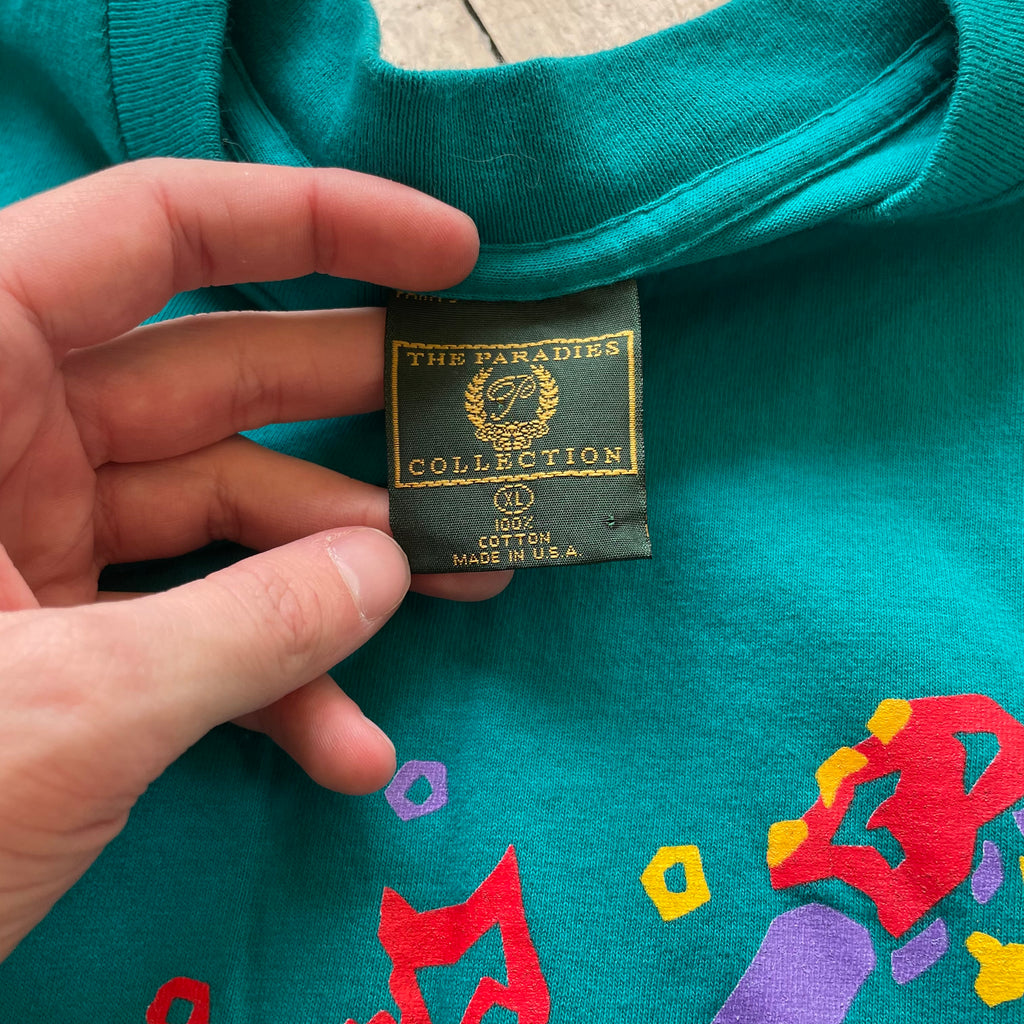 THE PARADIES
P
COLLECTION
XL
100%
COTTON
MADE IN U.S.A.